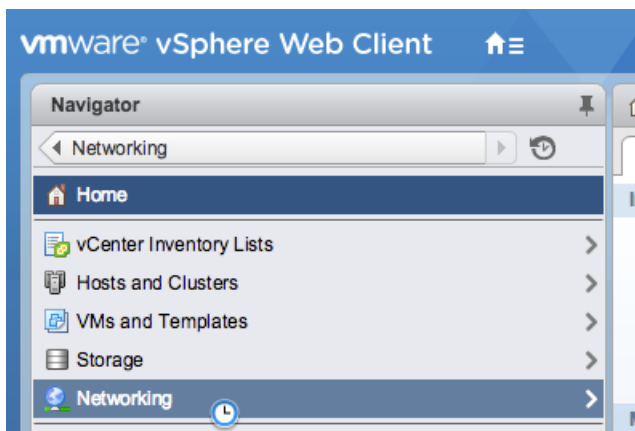 vmware® vSphere Web Client
Navigator
Networking
Home
vCenter Inventory Lists
Hosts and Clusters
VMs and Templates
Storage
Networking